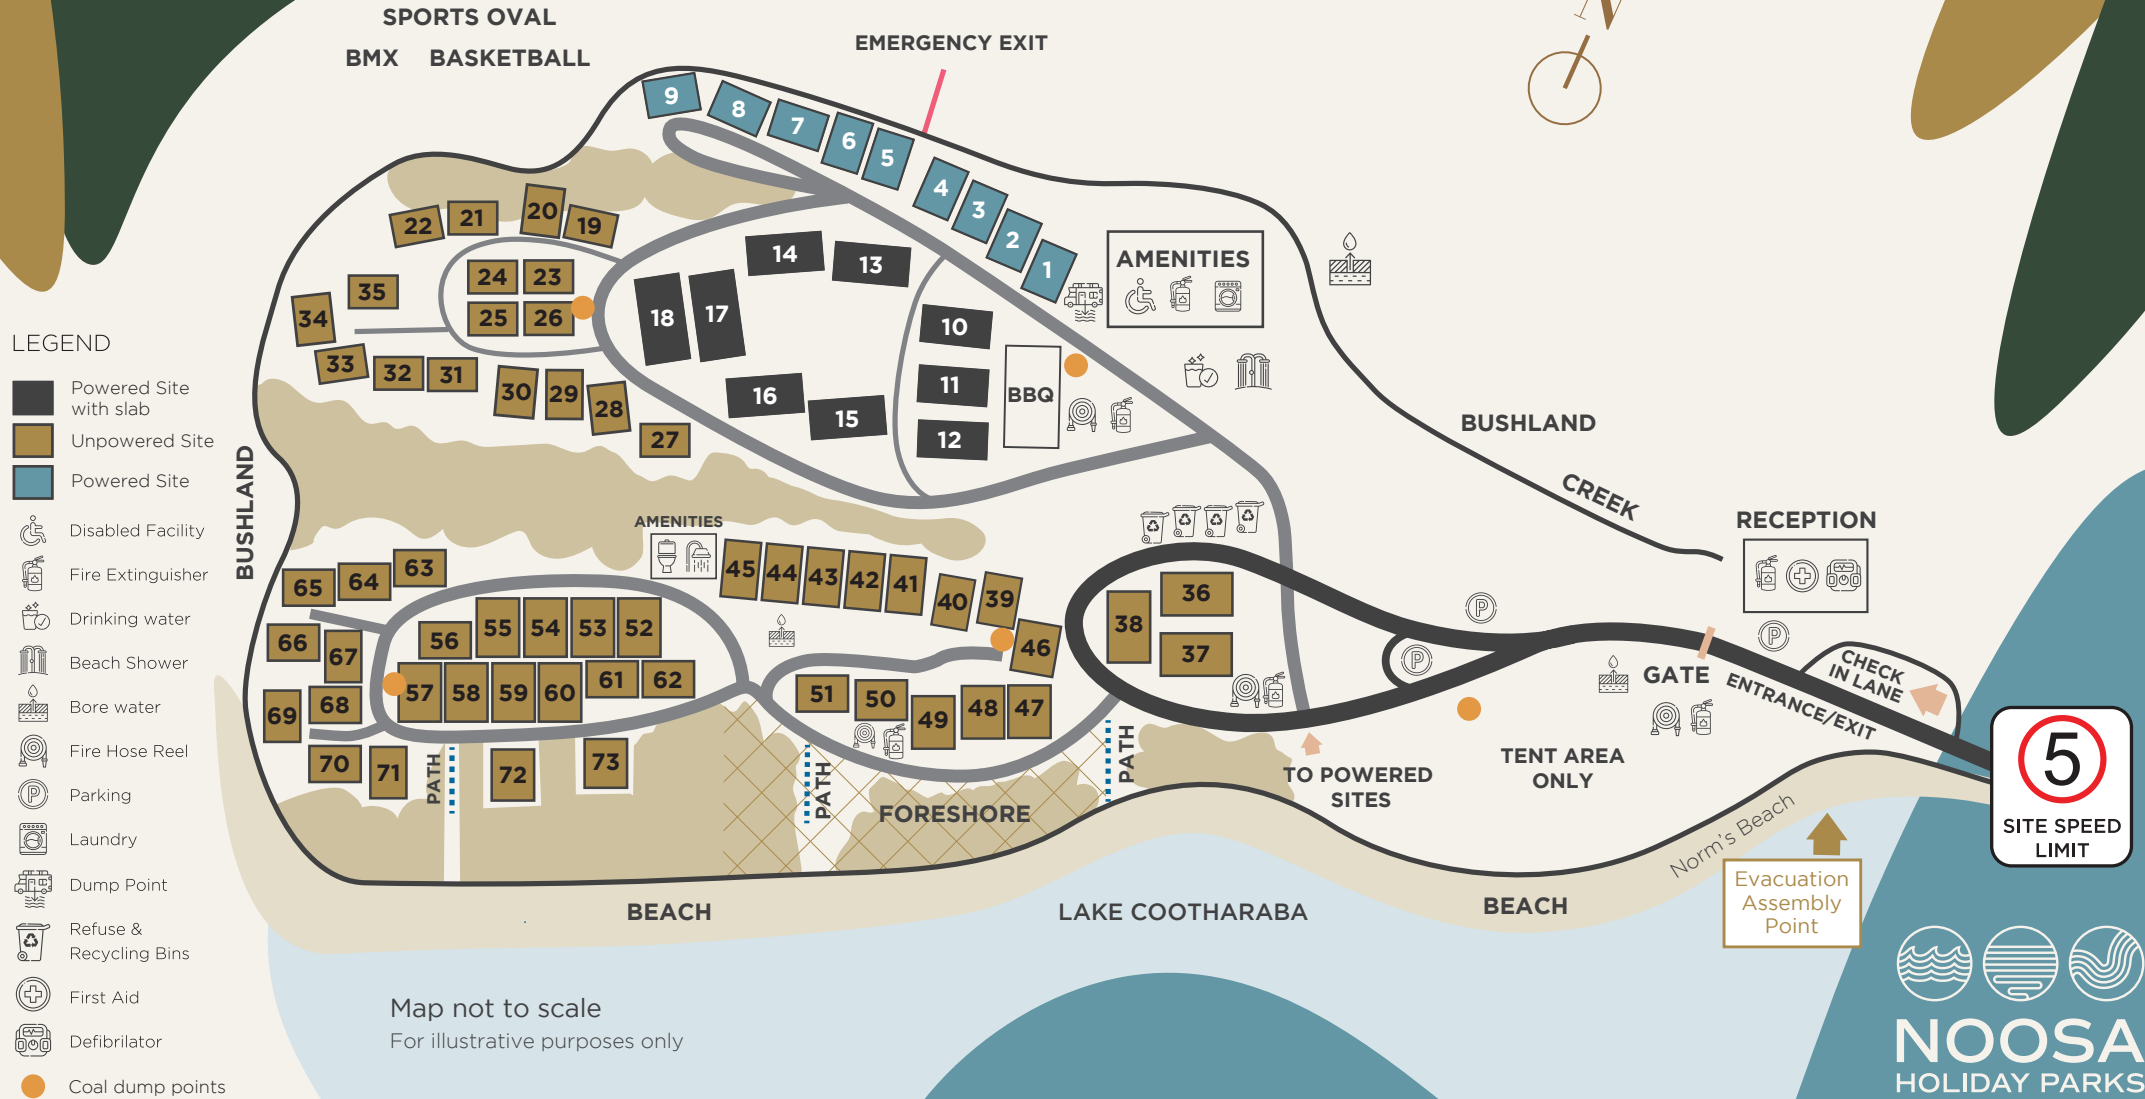 SPORTS OVAL
BMX BASKETBALL
EMERGENCY EXIT
N
9
8
7
6
5
4
3
2
1
AMENITIES
22
21
20
19
24
23
25
26
35
34
33
32
31
30
29
28
27
14
13
18
17
16
15
10
11
12
BBQ
LEGEND
Powered Site
with slab
Unpowered Site
Powered Site
Disabled Facility
Fire Extinguisher
Drinking water
Beach Shower
Bore water
Fire Hose Reel
P
Parking
Laundry
Dump Point
Refuse &
Recycling Bins
First Aid
Defibrilator
Coal dump points
BUSHLAND
BUSHLAND
CREEK
RECEPTION
AMENITIES
45
44
43
42
41
40
39
46
38
36
37
65
64
63
66
67
56
55
54
53
52
57
58
59
60
61
62
69
68
70
71
72
73
51
50
49
48
47
PATH
PATH
PATH
FORESHORE
P
P
P
GATE
CHECK
IN LANE
ENTRANCE/EXIT
TO POWERED
SITES
TENT AREA
ONLY
5
SITE SPEED
LIMIT
Norm's Beach
Evacuation
Assembly
Point
BEACH
LAKE COOTHARABA
BEACH
Map not to scale
For illustrative purposes only
NOOSA
HOLIDAY PARKS